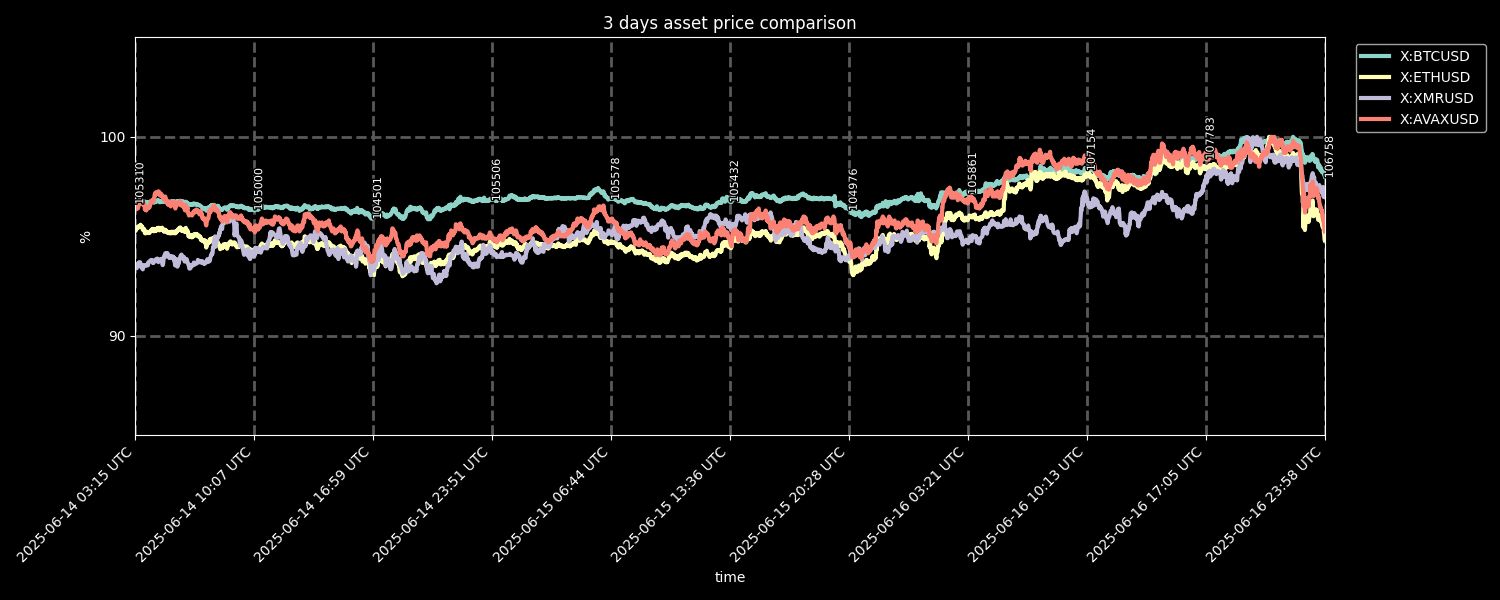 3 days asset price comparison
X:BTCUSD
X:ETHUSD
X:XMRUSD
X:AVAXUSD
100
90
%
105310
105000
104501
105506
105578
105432
104976
105861
107154
107783
106758
2025-06-14 03:15 UTC
2025-06-14 10:07 UTC
2025-06-14 16:59 UTC
2025-06-14 23:51 UTC
2025-06-15 06:44 UTC
2025-06-15 13:36 UTC
2025-06-15 20:28 UTC
2025-06-16 03:21 UTC
2025-06-16 10:13 UTC
2025-06-16 17:05 UTC
2025-06-16 23:58 UTC
time